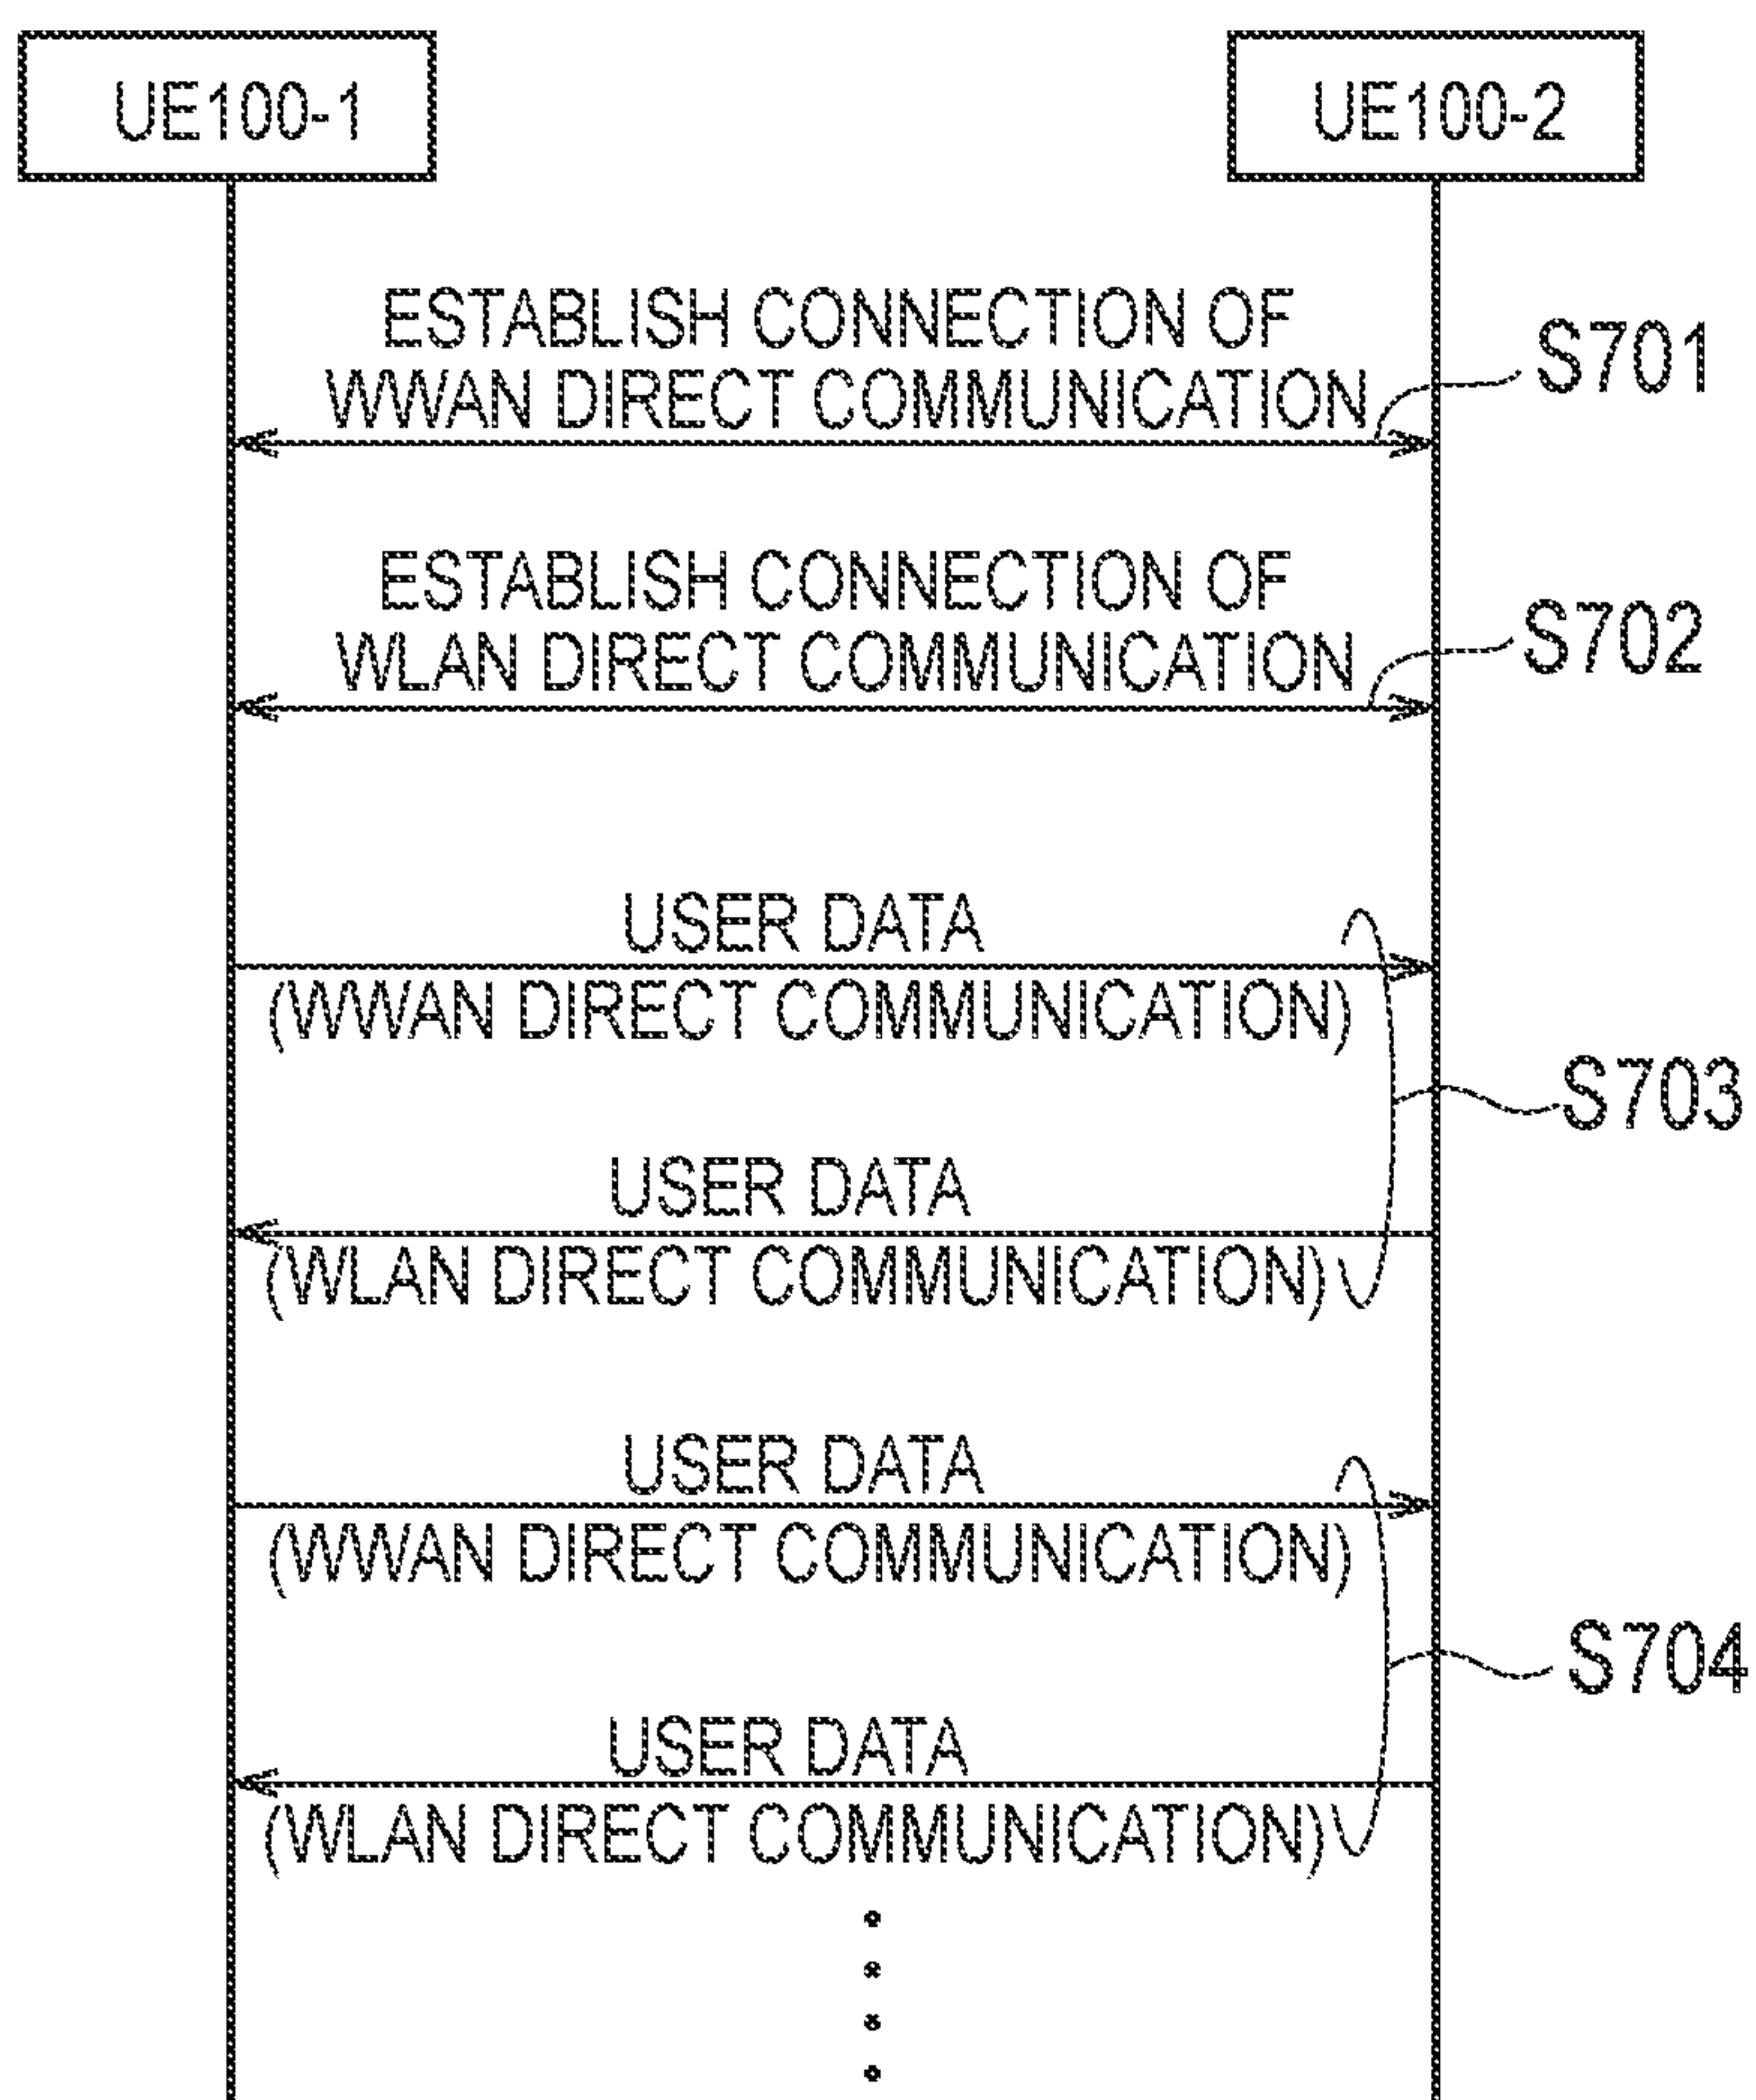 UE100-1
UE100-2
ESTABLISH CONNECTION OF
WWAN DIRECT COMMUNICATION
S701
ESTABLISH CONNECTION OF
WLAN DIRECT COMMUNICATION
S702
USER DATA
(WWAN DIRECT COMMUNICATION)
S703
USER DATA
(WLAN DIRECT COMMUNICATION)
USER DATA
(WWAN DIRECT COMMUNICATION)
S704
USER DATA
(WLAN DIRECT COMMUNICATION)